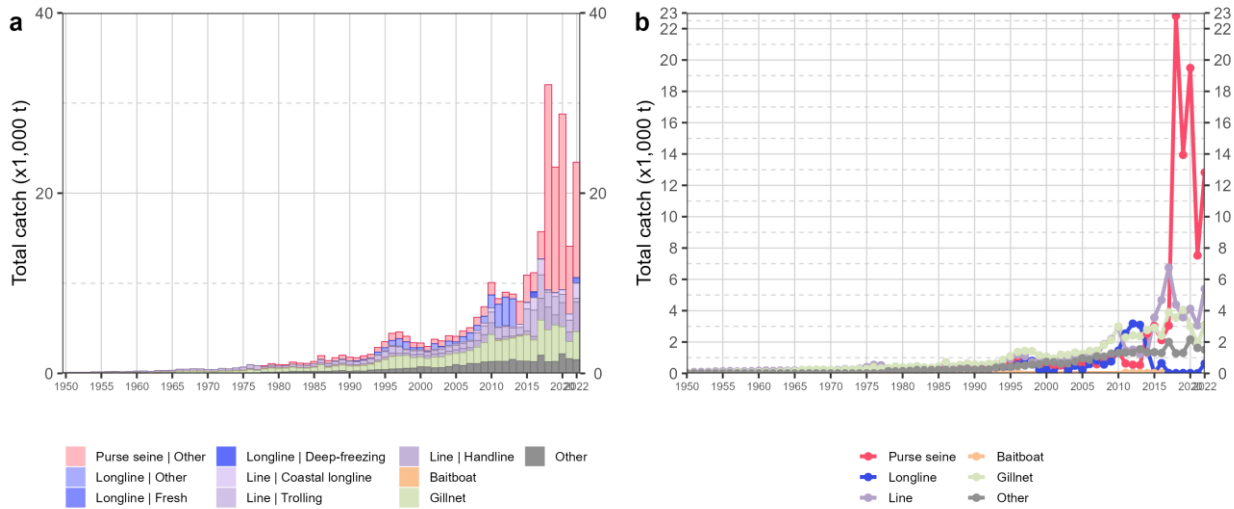 a
Total catch (x1,000 t)
40
20
0
40
20
0
1950 1955 1960 1965 1970 1975 1980 1985 1990 1995 2000 2005 2010 2015 2020 2022
Purse seine | Other
Longline | Other
Longline | Fresh
Longline | Deep-freezing
Line | Coastal longline
Line | Trolling
Line | Handline
Baitboat
Gillnet
Other
b
Total catch (x1,000 t)
23
22
20
18
16
14
12
10
8
6
4
2
0
23
22
20
18
16
14
12
10
8
6
4
2
0
1950 1955 1960 1965 1970 1975 1980 1985 1990 1995 2000 2005 2010 2015 2020 2022
Purse seine
Longline
Line
Baitboat
Gillnet
Other